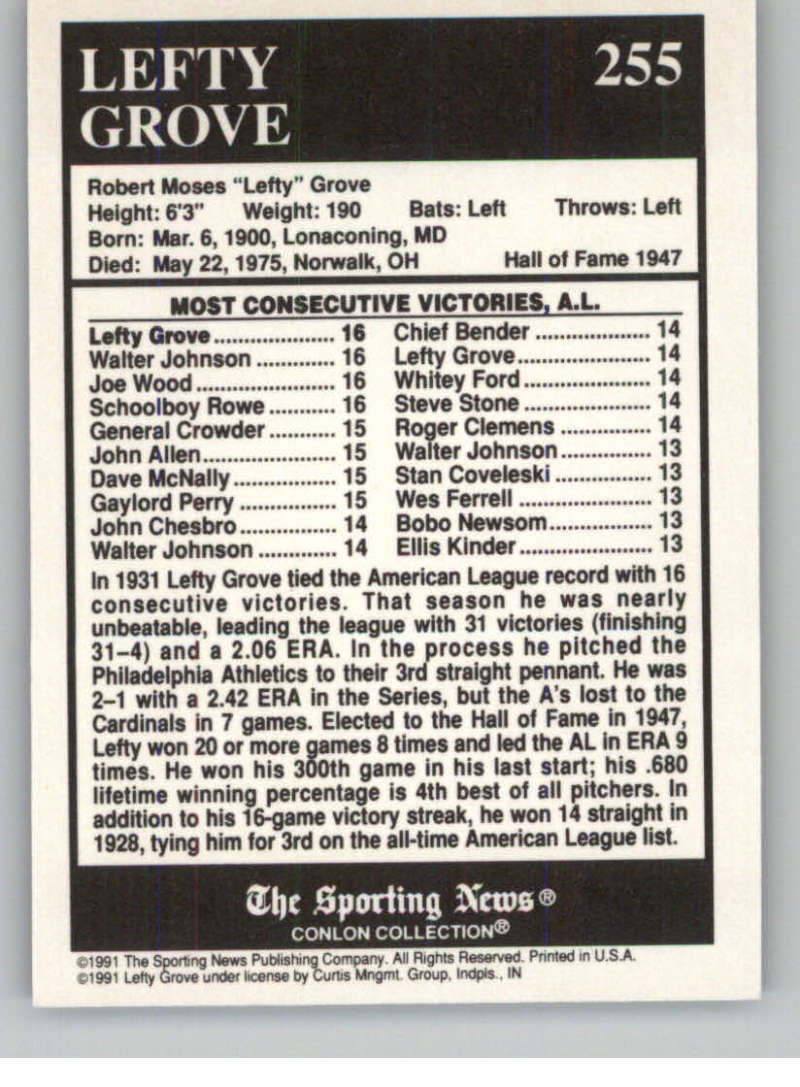 LEFTY
GROVE
255
Robert Moses “Lefty” Grove
Height: 6'3" Weight: 190 Bats: Left Throws: Left
Born: Mar. 6, 1900, Lonaconing, MD
Died: May 22, 1975, Norwalk, OH Hall of Fame 1947
MOST CONSECUTIVE VICTORIES, A.L.
Lefty Grove..................... 16
Walter Johnson ............. 16
Joe Wood ........................ 16
Schoolboy Rowe ........... 16
General Crowder ........... 15
John Allen....................... 15
Dave McNally.................. 15
Gaylord Perry ................. 15
John Chesbro................. 14
Walter Johnson ............. 14
Chief Bender .................... 14
Lefty Grove....................... 14
Whitey Ford...................... 14
Steve Stone ...................... 14
Roger Clemens ................ 14
Walter Johnson................ 13
Stan Coveleski ................. 13
Wes Ferrell ....................... 13
Bobo Newsom.................. 13
Ellis Kinder....................... 13
In 1931 Lefty Grove tied the American League record with 16
consecutive victories. That season he was nearly
unbeatable, leading the league with 31 victories (finishing
31–4) and a 2.06 ERA. In the process he pitched the
Philadelphia Athletics to their 3rd straight pennant. He was
2–1 with a 2.42 ERA in the Series, but the A's lost to the
Cardinals in 7 games. Elected to the Hall of Fame in 1947,
Lefty won 20 or more games 8 times and led the AL in ERA 9
times. He won his 300th game in his last start; his .680
lifetime winning percentage is 4th best of all pitchers. In
addition to his 16-game victory streak, he won 14 straight in
1928, tying him for 3rd on the all-time American League list.
The Sporting News®
CONLON COLLECTION®
©1991 The Sporting News Publishing Company. All Rights Reserved. Printed in U.S.A.
©1991 Lefty Grove under license by Curtis Mngmt. Group, Indpls., IN